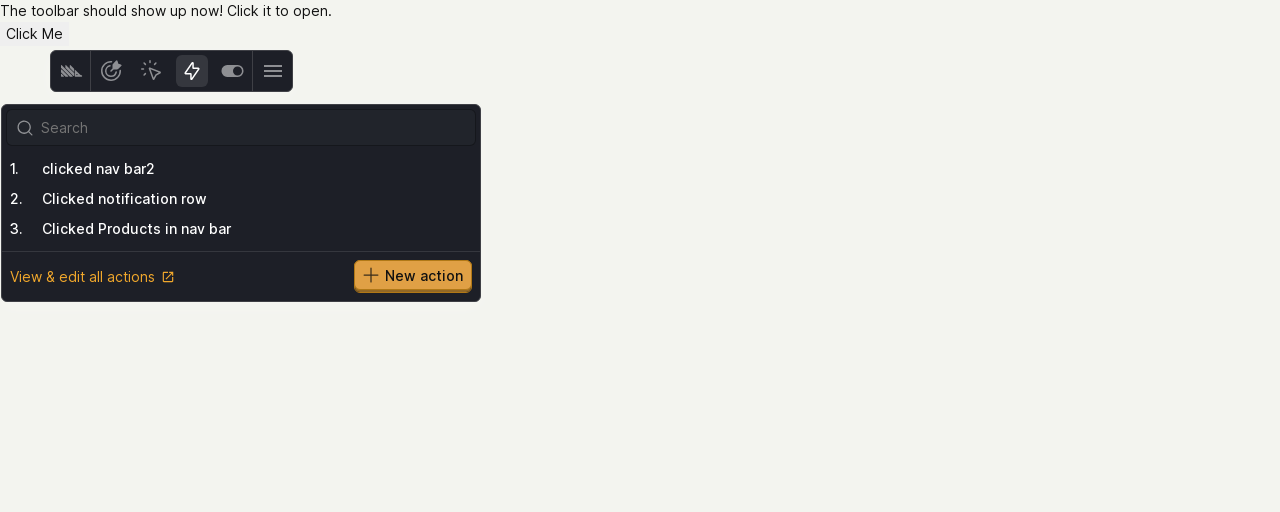 The toolbar should show up now! Click it to open.
Click Me
Search
1. clicked nav bar2
2. Clicked notification row
3. Clicked Products in nav bar
View & edit all actions
New action